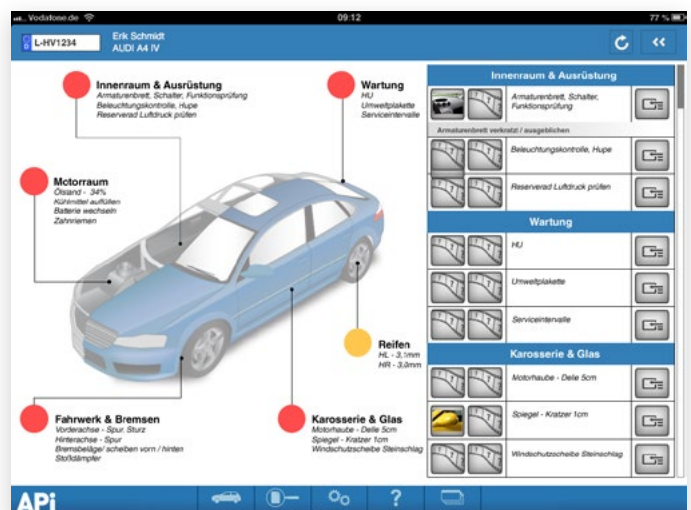 Vodafone.de
09:12
77 %
L-HV1234
Erik Schmidt
AUDI A4 IV
Innenraum & Ausrüstung
Armaturenbrett, Schalter, Funktionsprüfung
Beleuchtungskontrolle, Hupe
Reserverad Luftdruck prüfen
Wartung
HU
Umweltplakette
Serviceintervalle
Motorraum
Ölstand - 34%
Kühlmittel auffüllen
Batterie wechseln
Zahnriemen
Reifen
HL - 3,1mm
HR - 3,0mm
Fahrwerk & Bremsen
Vorderachse - Spur, Sturz
Hinterachse - Spur
Bremsbeläge/ scheiben vorn / hinten
Stoßdämpfer
Karosserie & Glas
Motorhaube - Delle 5cm
Spiegel - Kratzer 1cm
Windschutzscheibe Steinschlag
Innenraum & Ausrüstung
Armaturenbrett, Schalter,
Funktionsprüfung
Armaturenbrett verkratzt / ausgeblichen
Beleuchtungskontrolle, Hupe
Reserverad Luftdruck prüfen
Wartung
HU
Umweltplakette
Serviceintervalle
Karosserie & Glas
Motorhaube - Delle 5cm
Spiegel - Kratzer 1cm
Windschutzscheibe Steinschlag
APi
?